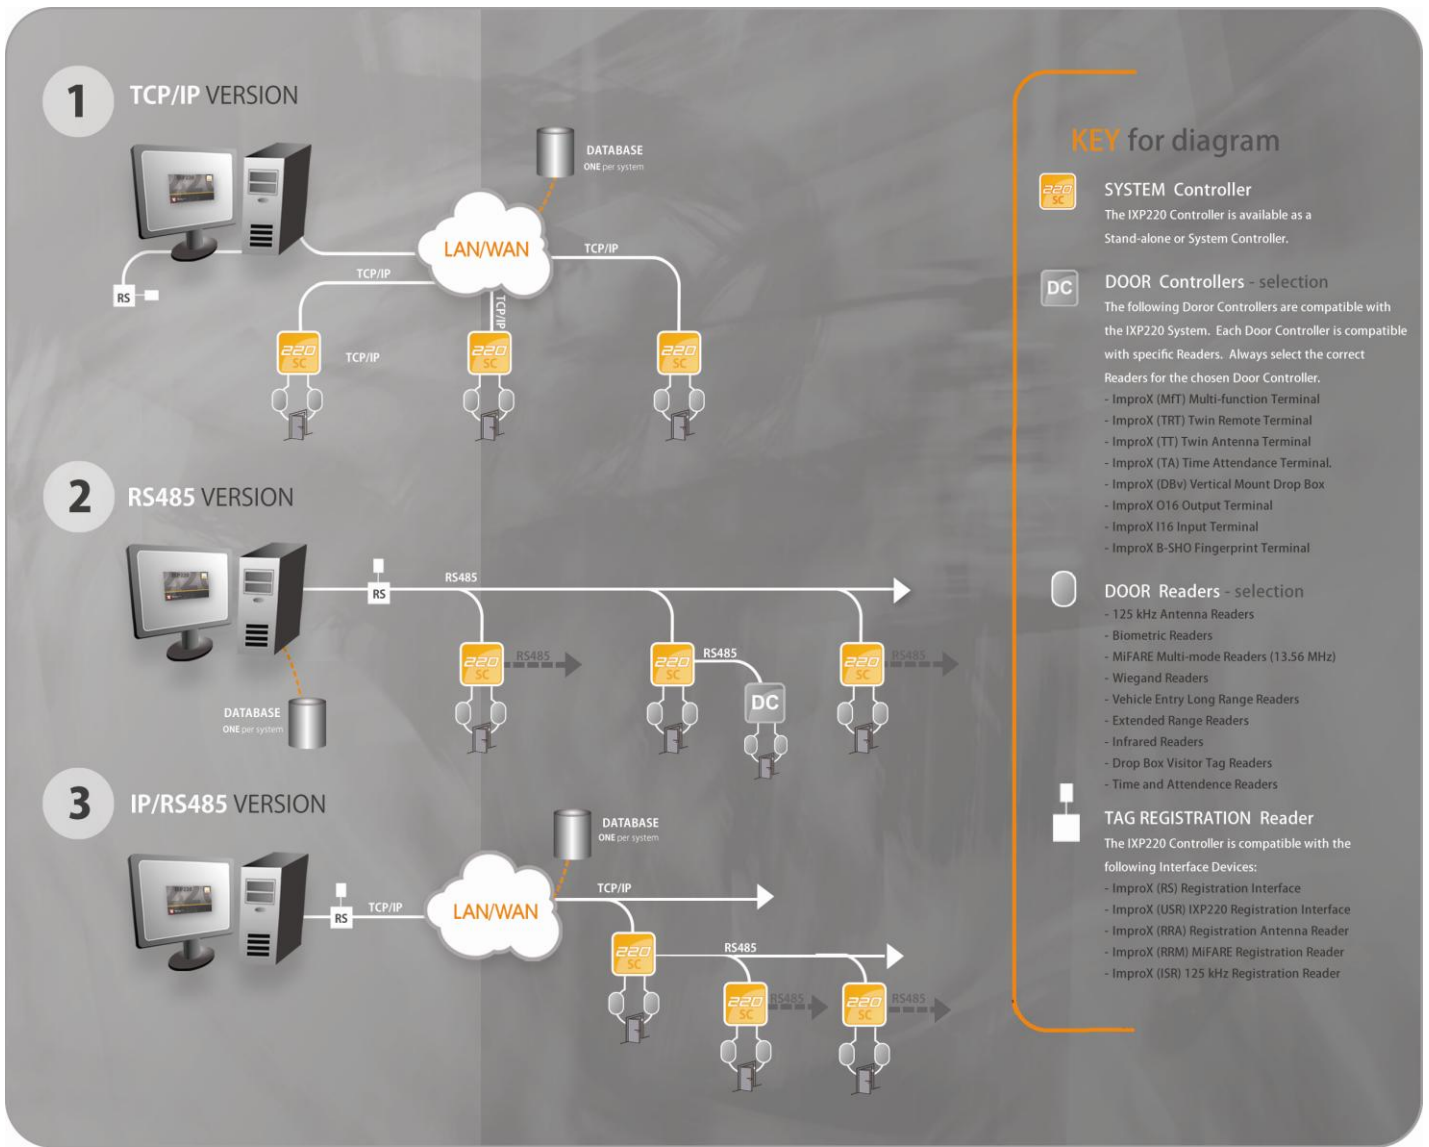 1 TCP/IP VERSION
DATABASE
ONE per system
LAN/WAN
TCP/IP
TCP/IP
TCP/IP
RS
220
SC
TCP/IP
220
SC
220
SC
2 RS485 VERSION
RS
RS485
220
SC
RS485
220
SC
RS485
DC
220
SC
RS485
DATABASE
ONE per system
3 IP/RS485 VERSION
DATABASE
ONE per system
RS
TCP/IP
LAN/WAN
TCP/IP
220
SC
RS485
220
SC
RS485
220
SC
RS485
KEY for diagram
220
SC
SYSTEM Controller
The IXP220 Controller is available as a
Stand-alone or System Controller.
DC
DOOR Controllers - selection
The following Doror Controllers are compatible with
the IXP220 System. Each Door Controller is compatible
with specific Readers. Always select the correct
Readers for the chosen Door Controller.
- ImproX (MfT) Multi-function Terminal
- ImproX (TRT) Twin Remote Terminal
- ImproX (TT) Twin Antenna Terminal
- ImproX (TA) Time Attendance Terminal.
- ImproX (DBv) Vertical Mount Drop Box
- ImproX O16 Output Terminal
- ImproX I16 Input Terminal
- ImproX B-SHO Fingerprint Terminal
DOOR Readers - selection
- 125 kHz Antenna Readers
- Biometric Readers
- MiFARE Multi-mode Readers (13.56 MHz)
- Wiegand Readers
- Vehicle Entry Long Range Readers
- Extended Range Readers
- Infrared Readers
- Drop Box Visitor Tag Readers
- Time and Attendence Readers
TAG REGISTRATION Reader
The IXP220 Controller is compatible with the
following Interface Devices:
- ImproX (RS) Registration Interface
- ImproX (USR) IXP220 Registration Interface
- ImproX (RRA) Registration Antenna Reader
- ImproX (RRM) MiFARE Registration Reader
- ImproX (ISR) 125 kHz Registration Reader